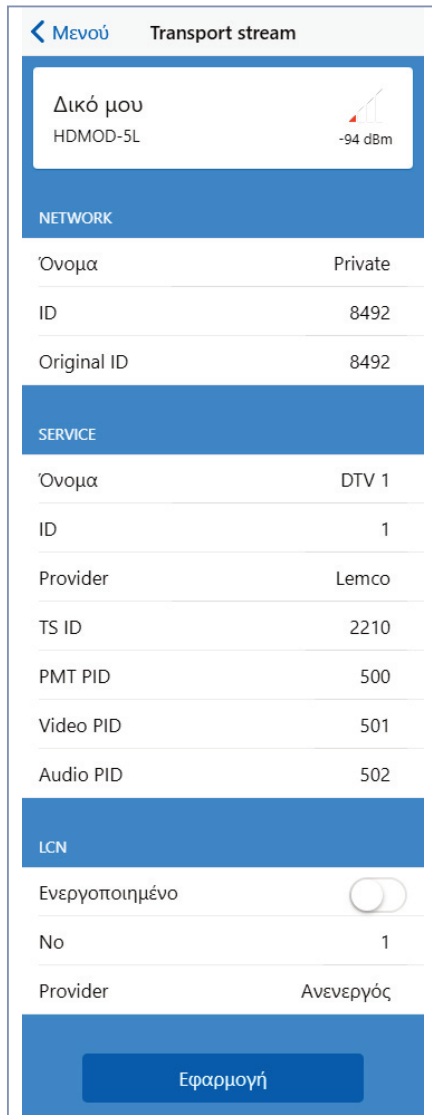 Μενού Transport stream
Δικό μου
HDMOD-5L -94 dBm
NETWORK
Όνομα Private
ID 8492
Original ID 8492
SERVICE
Όνομα DTV 1
ID 1
Provider Lemco
TS ID 2210
PMT PID 500
Video PID 501
Audio PID 502
LCN
Ενεργοποιημένο
No 1
Provider Ανενεργός
Εφαρμογή